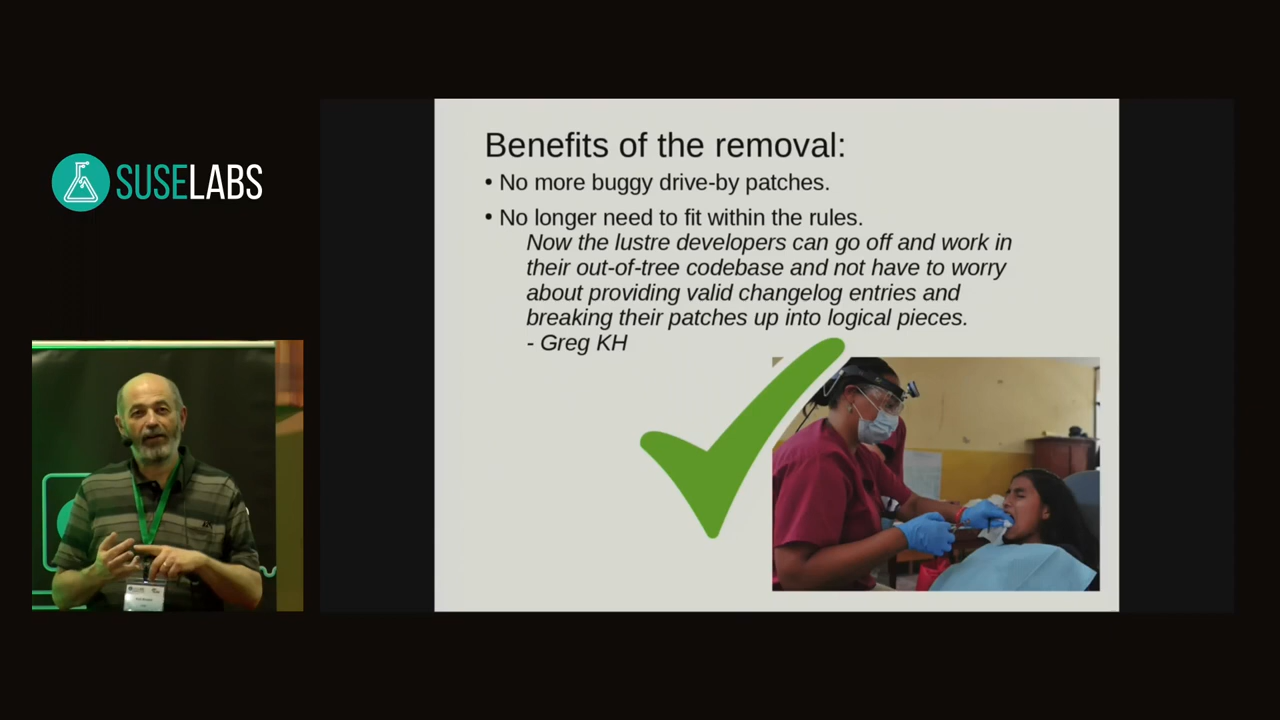 SUSELABS
Benefits of the removal:
• No more buggy drive-by patches.
• No longer need to fit within the rules.
Now the lustre developers can go off and work in
their out-of-tree codebase and not have to worry
about providing valid changelog entries and
breaking their patches up into logical pieces.
- Greg KH